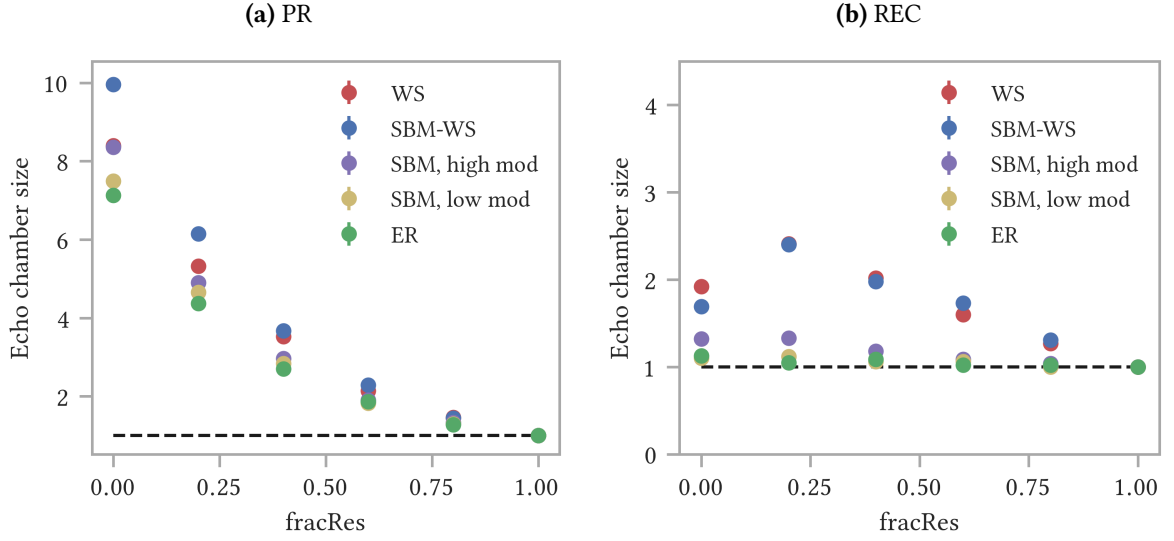 (a) PR
Echo chamber size
10
8
6
4
2
WS
SBM-WS
SBM, high mod
SBM, low mod
ER
0.00 0.25 0.50 0.75 1.00
fracRes
(b) REC
Echo chamber size
4
3
2
1
0
WS
SBM-WS
SBM, high mod
SBM, low mod
ER
0.00 0.25 0.50 0.75 1.00
fracRes